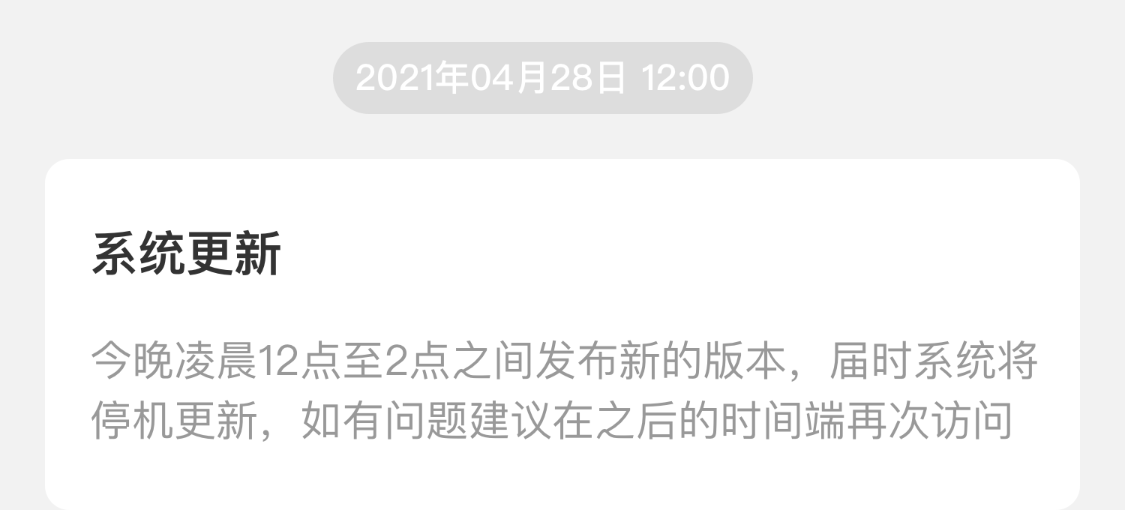 2021年04月28日 12:00
系统更新
今晚凌晨12点至2点之间发布新的版本，届时系统将
停机更新，如有问题建议在之后的时间端再次访问